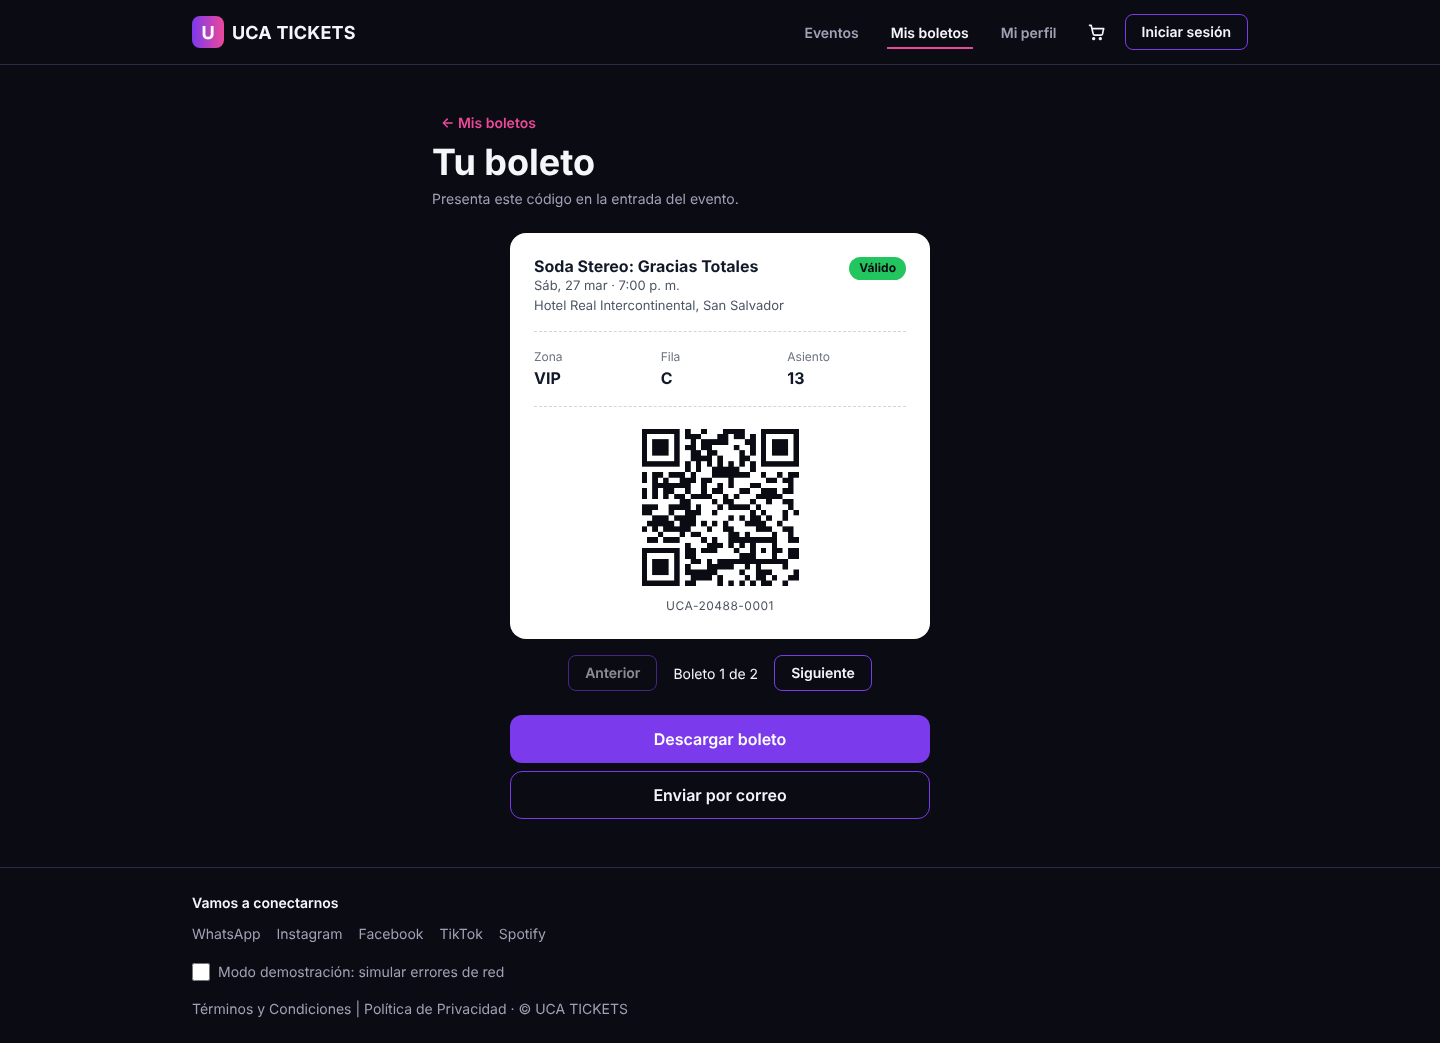 U UCA TICKETS
Eventos Mis boletos Mi perfil Iniciar sesión
← Mis boletos
Tu boleto
Presenta este código en la entrada del evento.
Soda Stereo: Gracias Totales
Válido
Sáb, 27 mar · 7:00 p. m.
Hotel Real Intercontinental, San Salvador
Zona Fila Asiento
VIP C 13
UCA-20488-0001
Anterior Boleto 1 de 2 Siguiente
Descargar boleto
Enviar por correo
Vamos a conectarnos
WhatsApp Instagram Facebook TikTok Spotify
Modo demostración: simular errores de red
Términos y Condiciones | Política de Privacidad · © UCA TICKETS